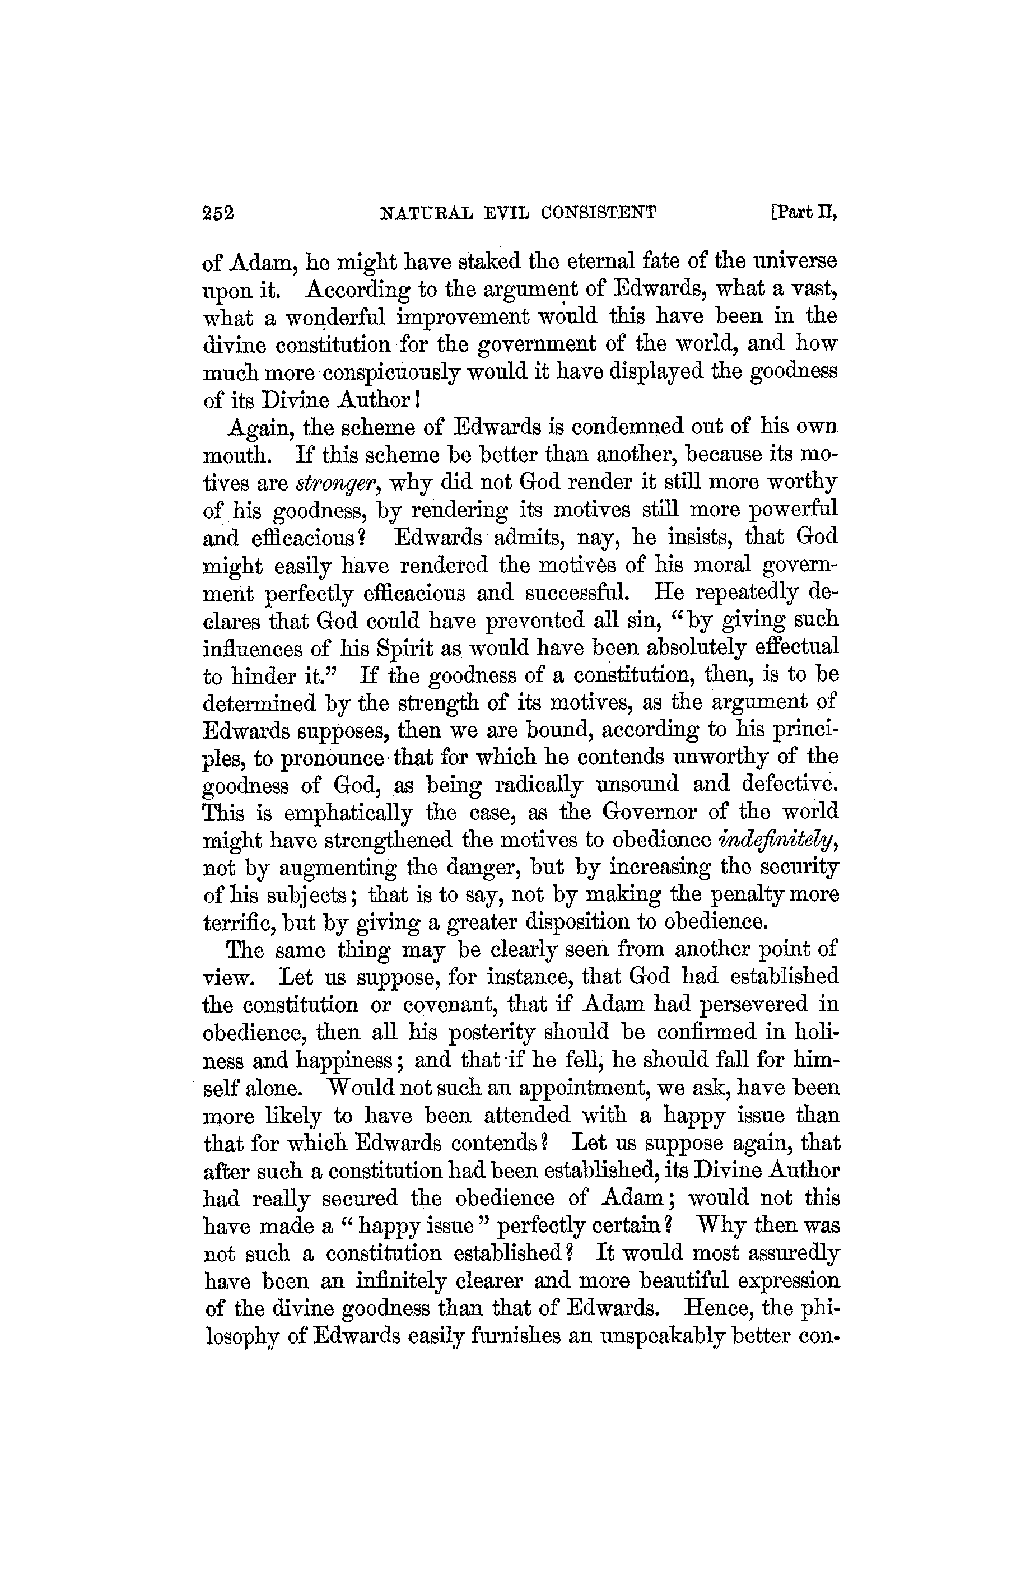 252 NATURAL EVIL CONSISTENT [Part II,
of Adam, he might have staked the eternal fate of the universe
upon it. According to the argument of Edwards, what a vast,
what a wonderful improvement would this have been in the
divine constitution for the government of the world, and how
much more conspicuously would it have displayed the goodness
of its Divine Author!
Again, the scheme of Edwards is condemned out of his own
mouth. If this scheme be better than another, because its mo-
tives are stronger, why did not God render it still more worthy
of his goodness, by rendering its motives still more powerful
and efficacious? Edwards admits, nay, he insists, that God
might easily have rendered the motives of his moral govern-
ment perfectly efficacious and successful. He repeatedly de-
clares that God could have prevented all sin, "by giving such
influences of his Spirit as would have been absolutely effectual
to hinder it." If the goodness of a constitution, then, is to be
determined by the strength of its motives, as the argument of
Edwards supposes, then we are bound, according to his princi-
ples, to pronounce that for which he contends unworthy of the
goodness of God, as being radically unsound and defective.
This is emphatically the case, as the Governor of the world
might have strengthened the motives to obedience indefinitely,
not by augmenting the danger, but by increasing the security
of his subjects; that is to say, not by making the penalty more
terrific, but by giving a greater disposition to obedience.
The same thing may be clearly seen from another point of
view. Let us suppose, for instance, that God had established
the constitution or covenant, that if Adam had persevered in
obedience, then all his posterity should be confirmed in holi-
ness and happiness; and that if he fell, he should fall for him-
self alone. Would not such an appointment, we ask, have been
more likely to have been attended with a happy issue than
that for which Edwards contends? Let us suppose again, that
after such a constitution had been established, its Divine Author
had really secured the obedience of Adam; would not this
have made a "happy issue" perfectly certain? Why then was
not such a constitution established? It would most assuredly
have been an infinitely clearer and more beautiful expression
of the divine goodness than that of Edwards. Hence, the phi-
losophy of Edwards easily furnishes an unspeakably better con-